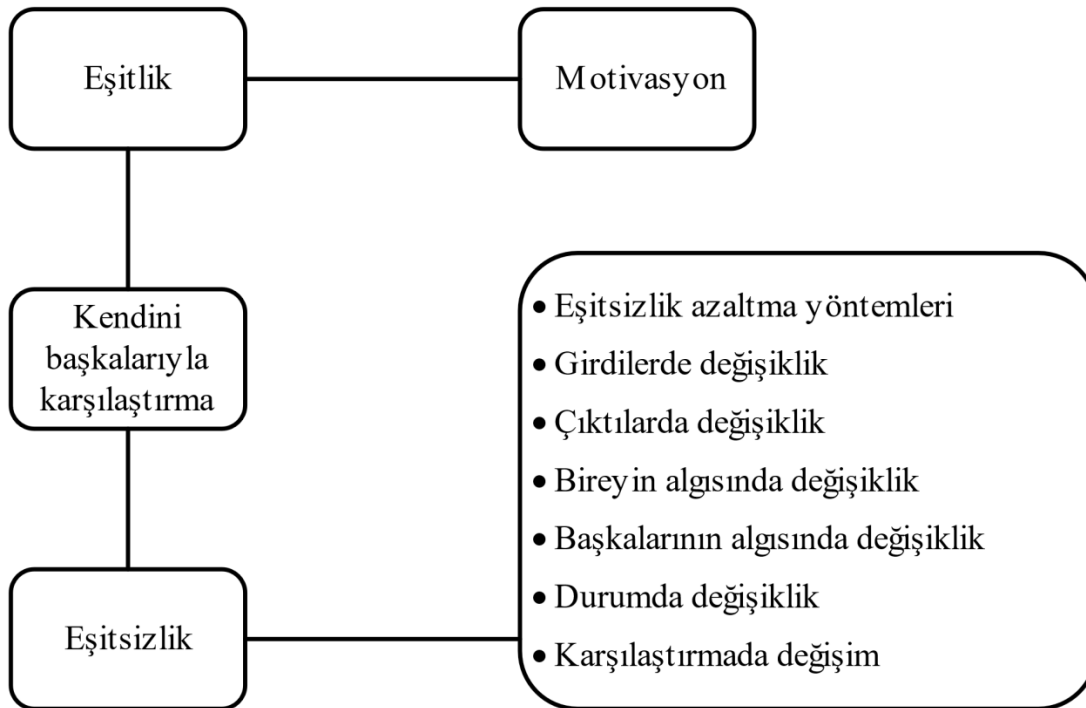 Eşitlik
Motivasyon
Kendini
başkalarıyla
karşılaştırma
• Eşitsizlik azaltma yöntemleri
• Girdilerde değişiklik
• Çıktılarda değişiklik
• Bireyin algısında değişiklik
• Başkalarının algısında değişiklik
• Durumda değişiklik
• Karşılaştırmada değişim
Eşitsizlik